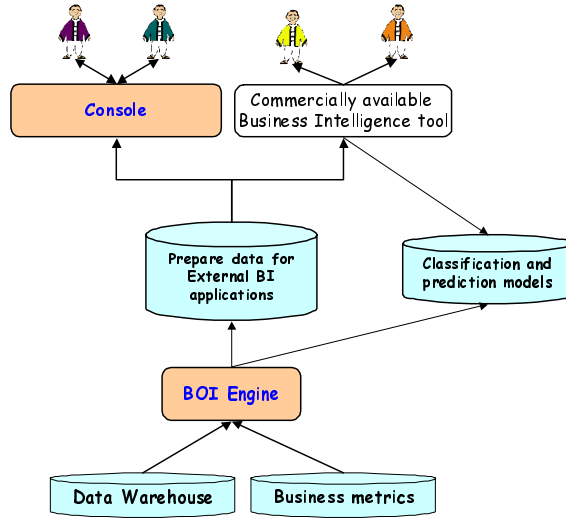 Console
Commercially available
Business Intelligence tool
Prepare data for
External BI
applications
Classification and
prediction models
BOI Engine
Data Warehouse
Business metrics